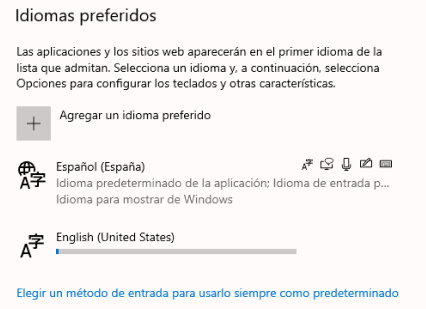 Idiomas preferidos
Las aplicaciones y los sitios web aparecerán en el primer idioma de la
lista que admitan. Selecciona un idioma y, a continuación, selecciona
Opciones para configurar los teclados y otras características.
Agregar un idioma preferido
Español (España)
Idioma predeterminado de la aplicación; Idioma de entrada p...
Idioma para mostrar de Windows
English (United States)
Elegir un método de entrada para usarlo siempre como predeterminado